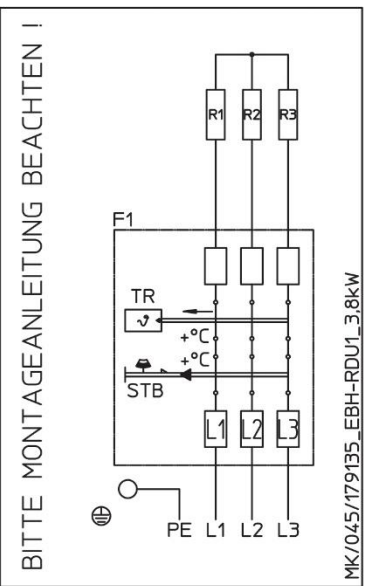 BITTE MONTAGEANLEITUNG BEACHTEN !
R1 R2 R3
F1
TR
ϑ
+°C
+°C
STB
L1 L2 L3
PE L1 L2 L3
MK/045/179135_EBH-RDU1_3,8kW